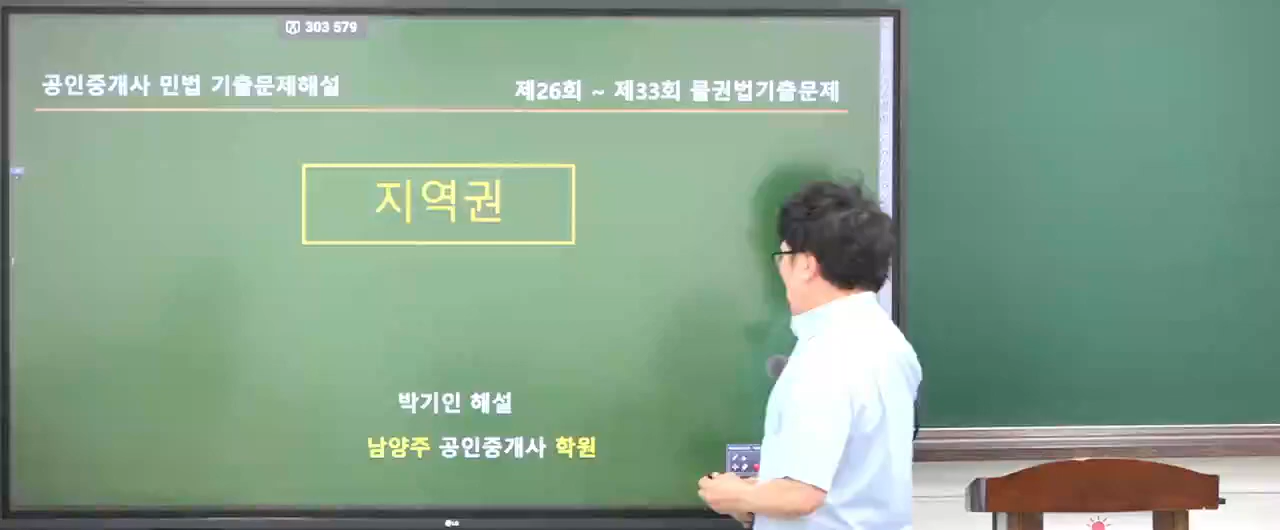 303 579
공인중개사 민법 기출문제해설
제26회 ~ 제33회 물권법기출문제
지역권
박기인 해설
남양주 공인중개사 학원
LG